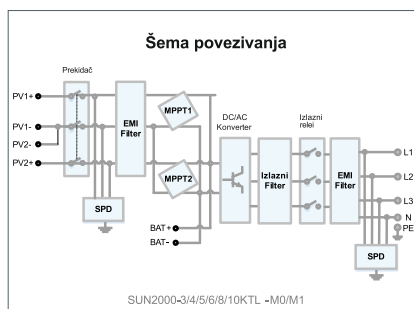 Šema povezivanja
Prekidač
PV1+
PV1-
PV2-
PV2+
EMI
Filter
MPPT1
MPPT2
SPD
BAT+
BAT-
DC/AC
Konverter
Izlazni
Filter
Izlazni
relei
EMI
Filter
L1
L2
L3
N
PE
SPD
SUN2000-3/4/5/6/8/10KTL -M0/M1